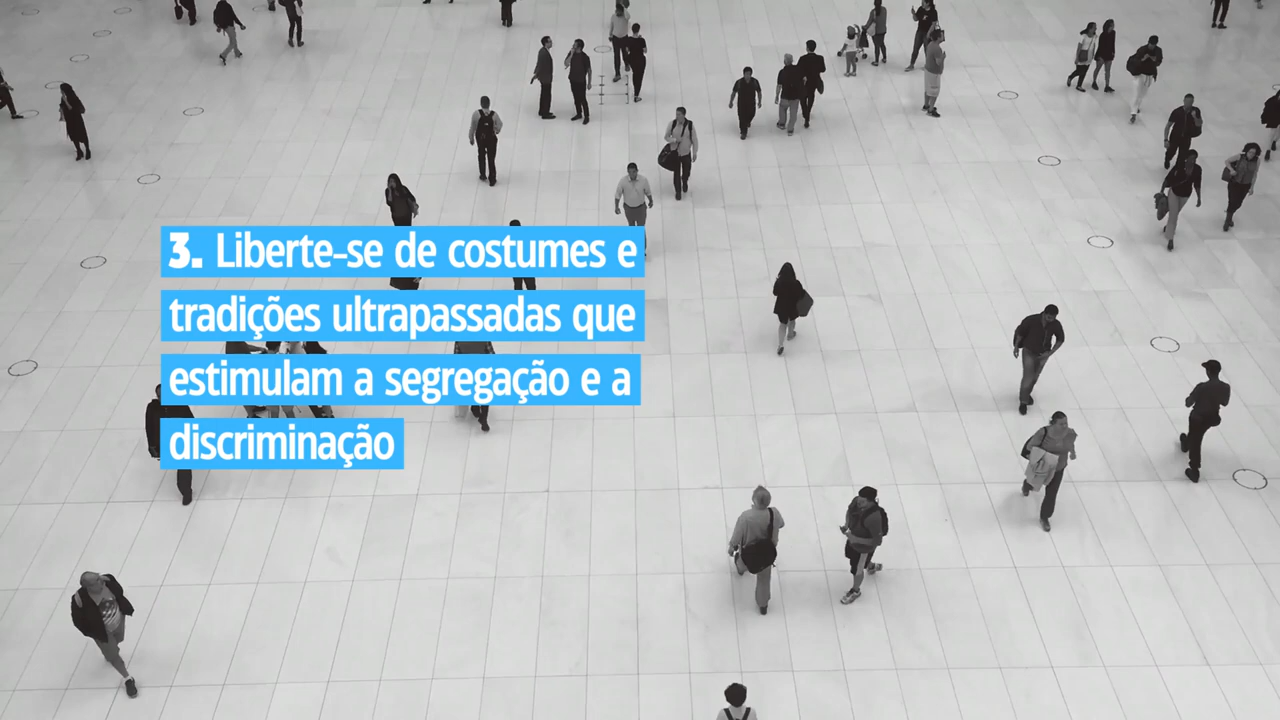 3. Liberte-se de costumes e
tradições ultrapassadas que
estimulam a segregação e a
discriminação